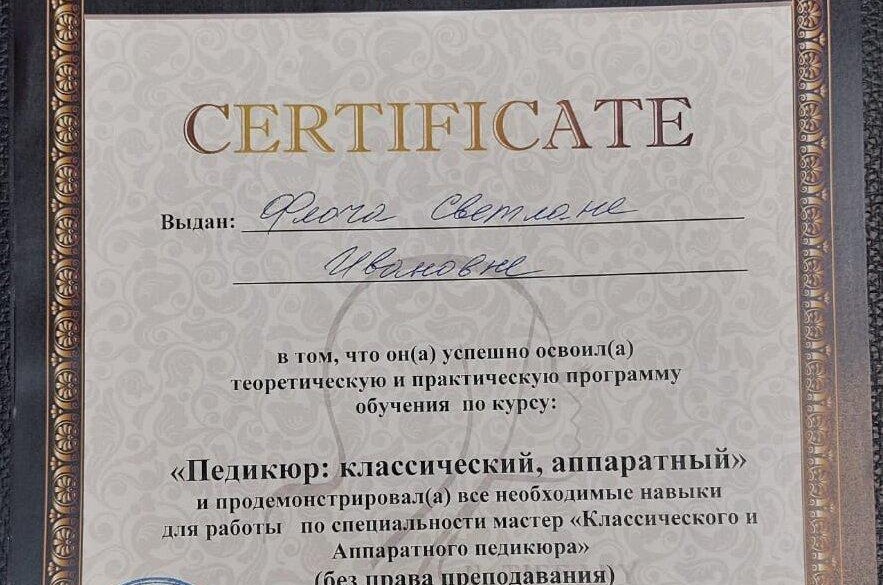 CERTIFICATE
Выдан: Флоча Светлане
Ивановне
в том, что он(а) успешно освоил(а)
теоретическую и практическую программу
обучения по курсу:
«Педикюр: классический, аппаратный»
и продемонстрировал(а) все необходимые навыки
для работы по специальности мастер «Классического и
Аппаратного педикюра»
(без права преподавания)